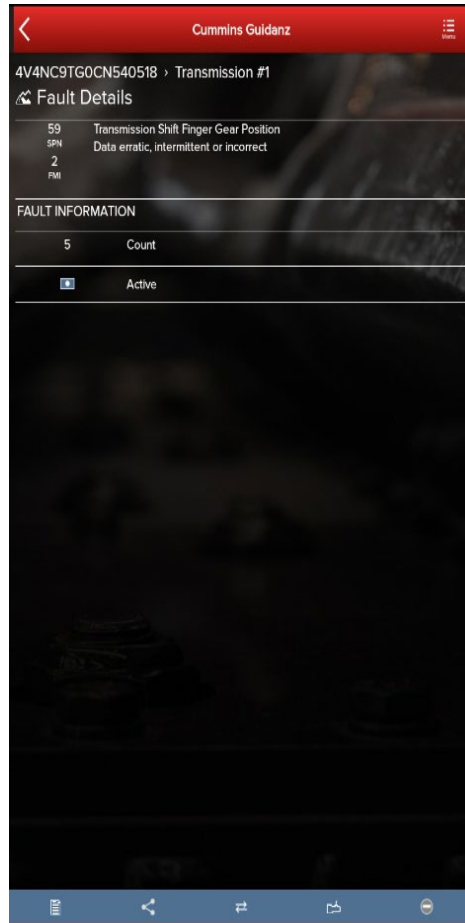 Cummins Guidanz
Menu
4V4NC9TG0CN540518 › Transmission #1
Fault Details
59 Transmission Shift Finger Gear Position
SPN Data erratic, intermittent or incorrect
2
FMI
FAULT INFORMATION
5 Count
Active